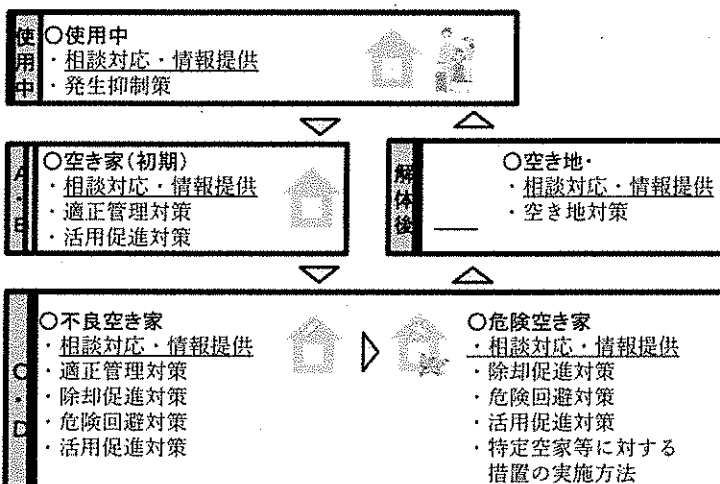 使用中
○使用中
・相談対応・情報提供
・発生抑制策
A・B
○空き家(初期)
・相談対応・情報提供
・適正管理対策
・活用促進対策
解体後
○空き地・
・相談対応・情報提供
・空き地対策
C・D
○不良空き家
・相談対応・情報提供
・適正管理対策
・除却促進対策
・危険回避対策
・活用促進対策
○危険空き家
・相談対応・情報提供
・除却促進対策
・危険回避対策
・活用促進対策
・特定空家等に対する
措置の実施方法